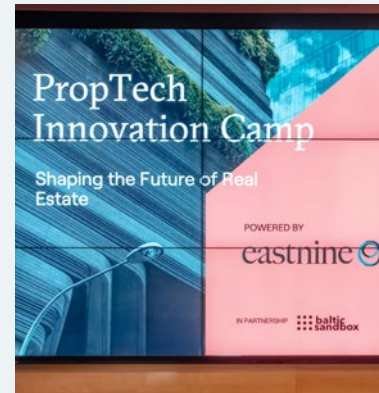 PropTech
Innovation Camp
Shaping the Future of Real
Estate
POWERED BY
eastnine
IN PARTNERSHIP
baltic
sandbox